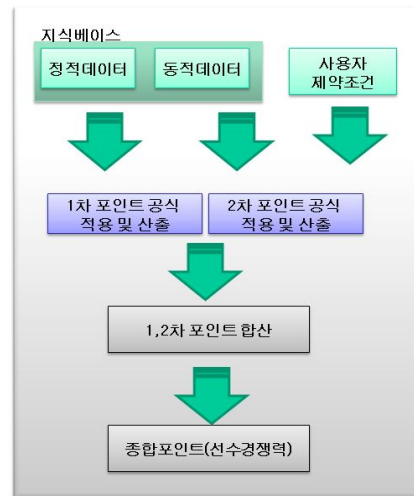 지식베이스
정적데이터
동적데이터
사용자
제약조건
1차 포인트 공식
적용 및 산출
2차 포인트 공식
적용 및 산출
1,2차 포인트 합산
종합포인트(선수경쟁력)